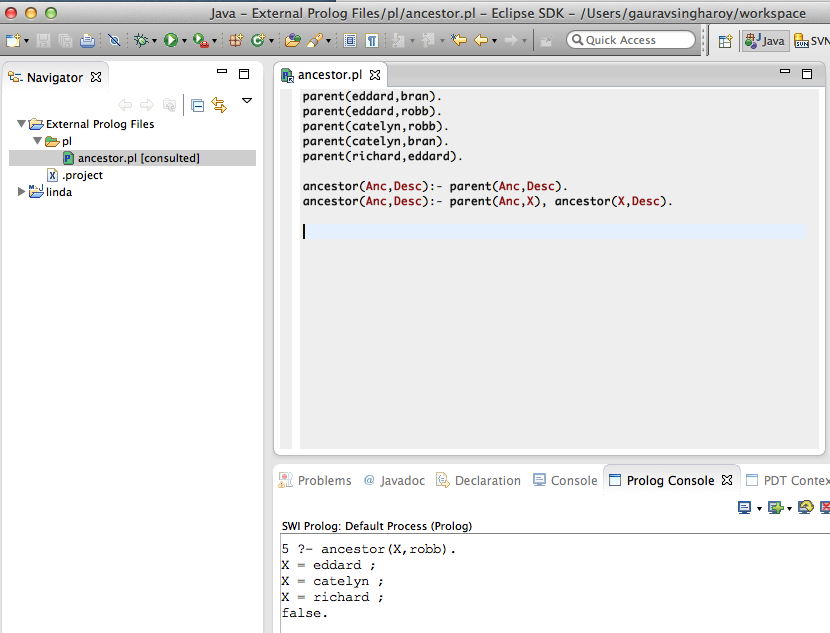 Java – External Prolog Files/pl/ancestor.pl – Eclipse SDK – /Users/gauravsingharoy/workspace
Quick Access
Java
SVN
Navigator
External Prolog Files
pl
ancestor.pl [consulted]
.project
linda
ancestor.pl
parent(eddard,bran).
parent(eddard,robb).
parent(catelyn,robb).
parent(catelyn,bran).
parent(richard,eddard).
ancestor(Anc,Desc):- parent(Anc,Desc).
ancestor(Anc,Desc):- parent(Anc,X), ancestor(X,Desc).
Problems @ Javadoc Declaration Console Prolog Console PDT Contex
SWI Prolog: Default Process (Prolog)
5 ?- ancestor(X,robb).
X = eddard ;
X = catelyn ;
X = richard ;
false.